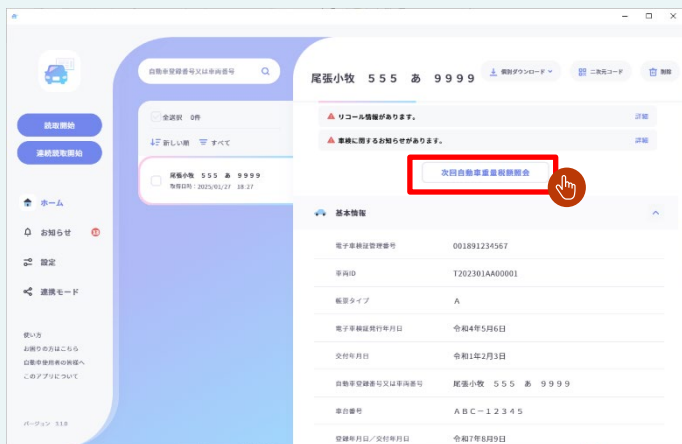 読取開始
連続読取開始
ホーム
お知らせ
設定
連携モード
使い方
お困りの方はこちら
自動車使用者の皆様へ
このアプリについて
バージョン 3.1.0
自動車登録番号又は車両番号
全選択 0件
新しい順 すべて
尾張小牧 555 あ 9999
取得日時:2025/01/27 18:27
尾張小牧 555 あ 9999
個別ダウンロード
二次元コード
削除
リコール情報があります。 詳細
車検に関するお知らせがあります。 詳細
次回自動車重量税額照会
基本情報
電子車検証管理番号 001891234567
車両ID T202301AA00001
帳票タイプ A
電子車検証発行年月日 令和4年5月6日
交付年月日 令和1年2月3日
自動車登録番号又は車両番号 尾張小牧 555 あ 9999
車台番号 ABC-12345
登録年月日/交付年月日 令和7年8月9日